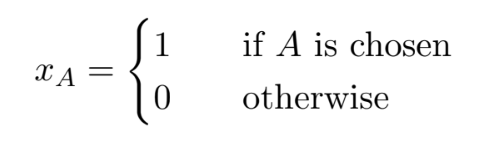 x_A = { 1 if A is chosen
0 otherwise